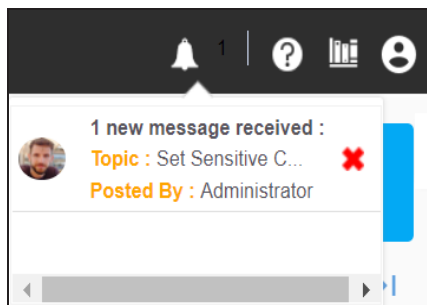 1
1 new message received :
Topic : Set Sensitive C...
Posted By : Administrator